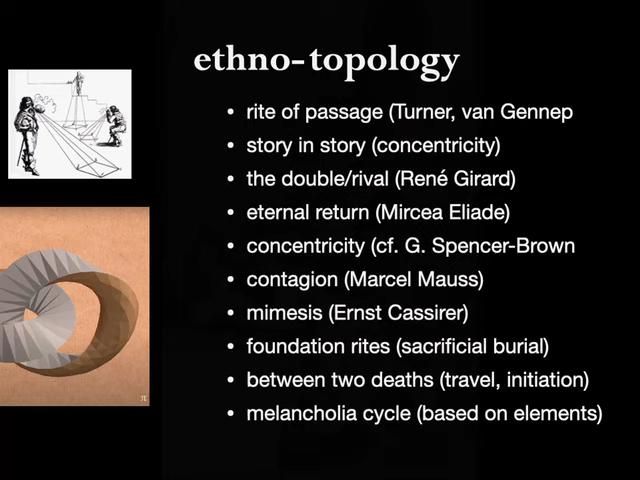 ethno-topology
• rite of passage (Turner, van Gennep
• story in story (concentricity)
• the double/rival (René Girard)
• eternal return (Mircea Eliade)
• concentricity (cf. G. Spencer-Brown
• contagion (Marcel Mauss)
• mimesis (Ernst Cassirer)
• foundation rites (sacrificial burial)
• between two deaths (travel, initiation)
• melancholia cycle (based on elements)
π